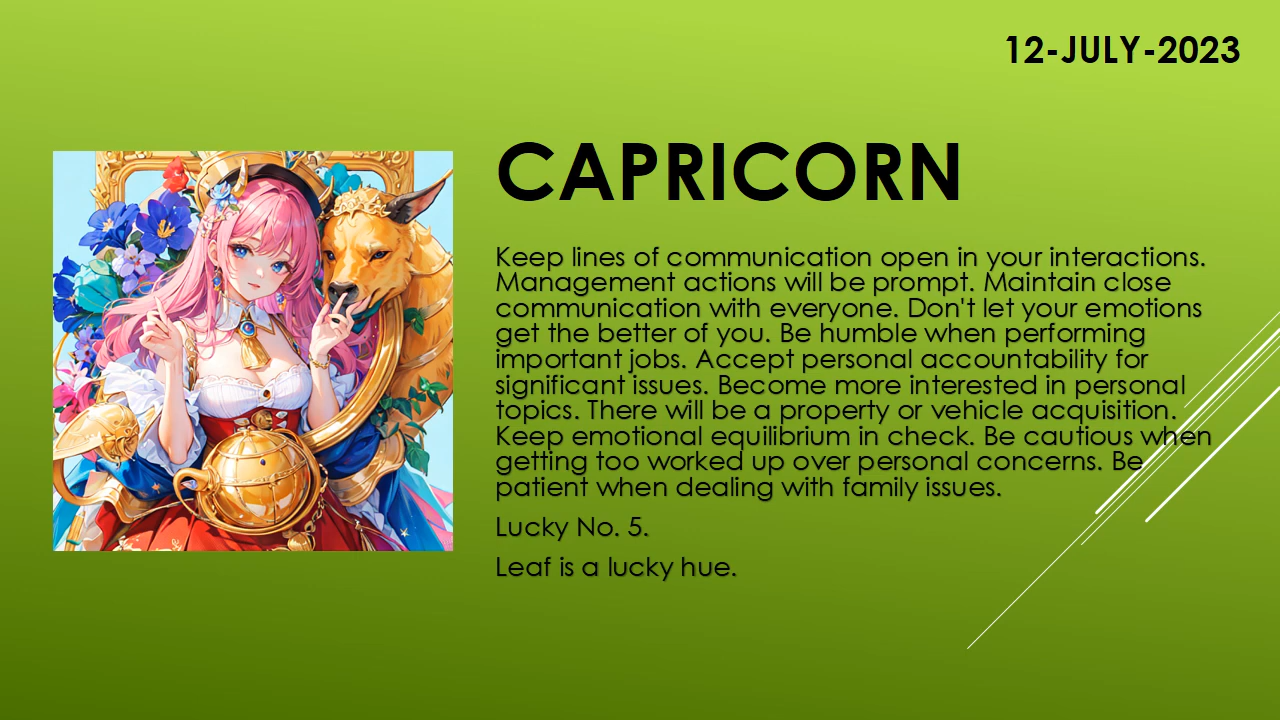 12-JULY-2023
CAPRICORN
Keep lines of communication open in your interactions.
Management actions will be prompt. Maintain close
communication with everyone. Don't let your emotions
get the better of you. Be humble when performing
important jobs. Accept personal accountability for
significant issues. Become more interested in personal
topics. There will be a property or vehicle acquisition.
Keep emotional equilibrium in check. Be cautious when
getting too worked up over personal concerns. Be
patient when dealing with family issues.
Lucky No. 5.
Leaf is a lucky hue.